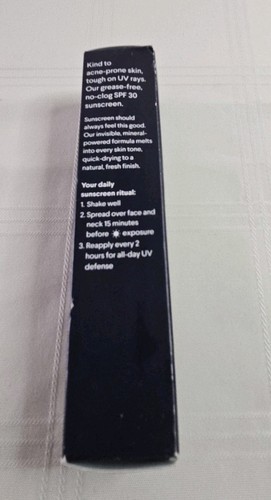 Kind to
acne-prone skin,
tough on UV rays.
Our grease-free,
no-clog SPF 30
sunscreen.
Sunscreen should
always feel this good.
Our invisible, mineral-
powered formula melts
into every skin tone,
quick-drying to a
natural, fresh finish.
Your daily
sunscreen ritual:
1. Shake well
2. Spread over face and
neck 15 minutes
before ☀ exposure
3. Reapply every 2
hours for all-day UV
defense